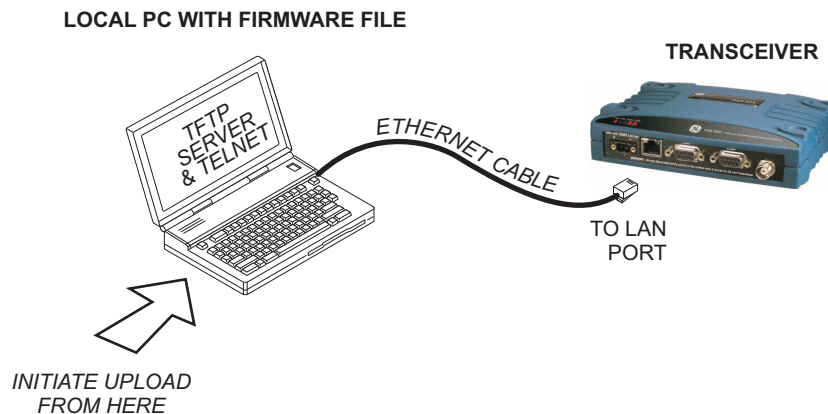 LOCAL PC WITH FIRMWARE FILE
TRANSCEIVER
TFTP
SERVER
& TELNET
ETHERNET CABLE
TO LAN
PORT
INITIATE UPLOAD
FROM HERE